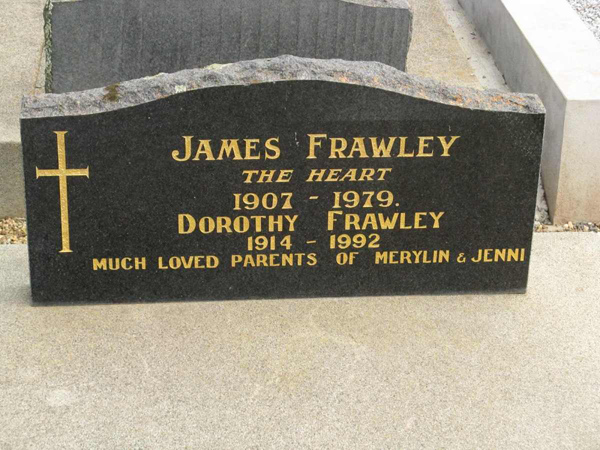 JAMES FRAWLEY
THE HEART
1907 - 1979.
DOROTHY FRAWLEY
1914 - 1992
MUCH LOVED PARENTS OF MERYLIN & JENNI